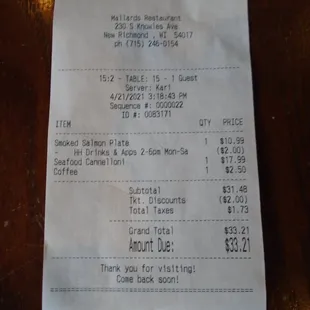 Mallards Restaurant
230 S Knowles Ave
New Richmond , WI 54017
ph (715) 246-0154
15:2 - TABLE: 15 - 1 Guest
Server: Kari
4/21/2021 3:18:43 PM
Sequence #: 0000022
ID #: 0083171
ITEM QTY PRICE
Smoked Salmon Plate 1 $10.99
- HH Drinks & Apps 2-6pm Mon-Sa ($2.00)
Seafood Cannelloni 1 $17.99
Coffee 1 $2.50
Subtotal $31.48
Tkt. Discounts ($2.00)
Total Taxes $1.73
Grand Total $33.21
Amount Due: $33.21
Thank you for visiting!
Come back soon!